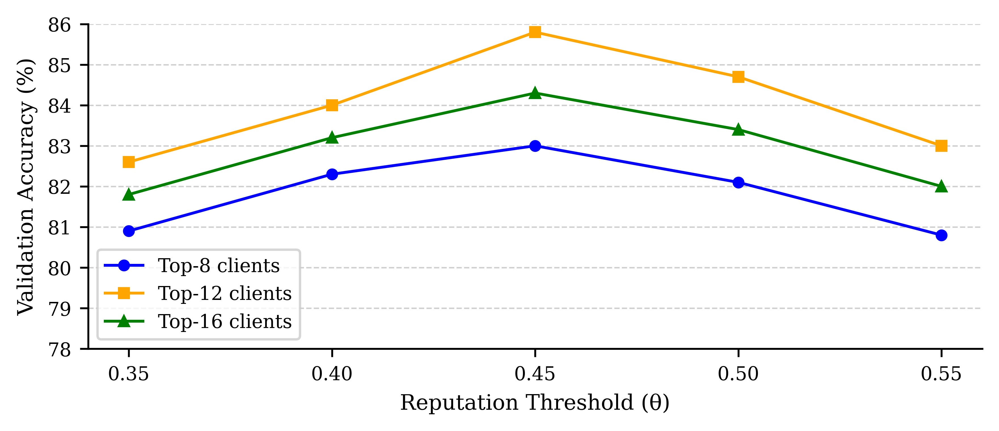 86
85
84
83
82
81
80
79
78
Validation Accuracy (%)
Top-8 clients
Top-12 clients
Top-16 clients
0.35 0.40 0.45 0.50 0.55
Reputation Threshold (θ)